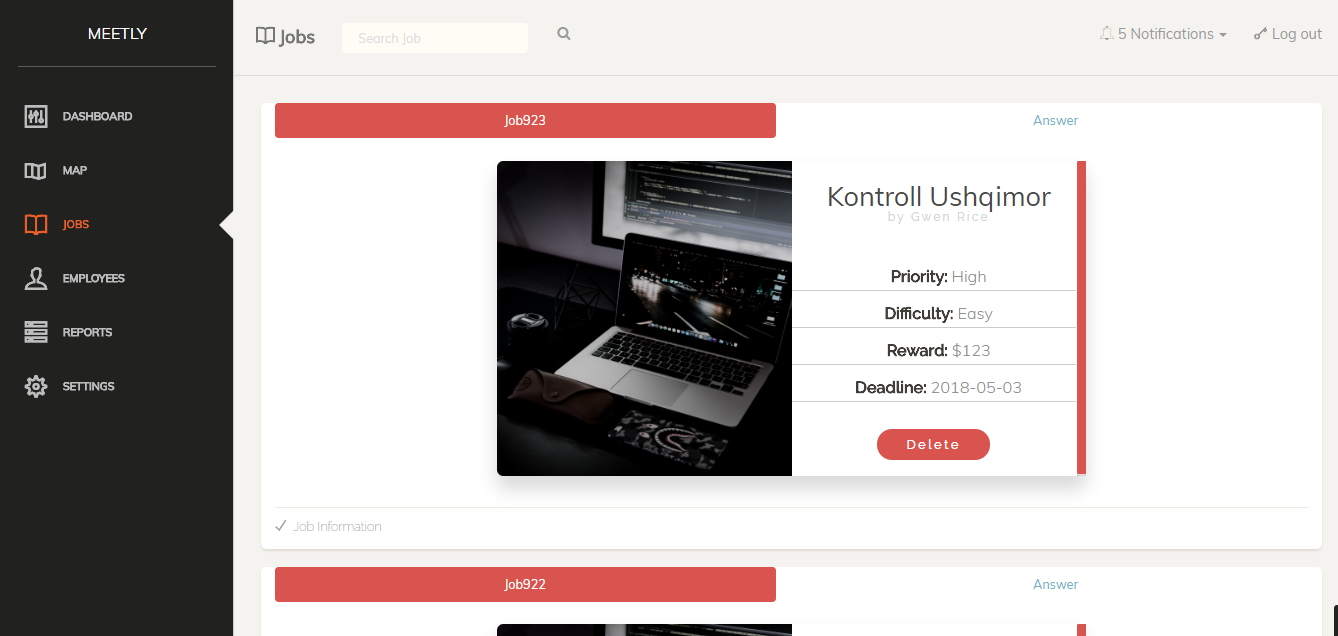 MEETLY
Jobs
Search Job
5 Notifications
Log out
DASHBOARD
MAP
JOBS
EMPLOYEES
REPORTS
SETTINGS
Job923
Answer
Kontroll Ushqimor
by Gwen Rice
Priority: High
Difficulty: Easy
Reward: $123
Deadline: 2018-05-03
Delete
Job Information
Job922
Answer